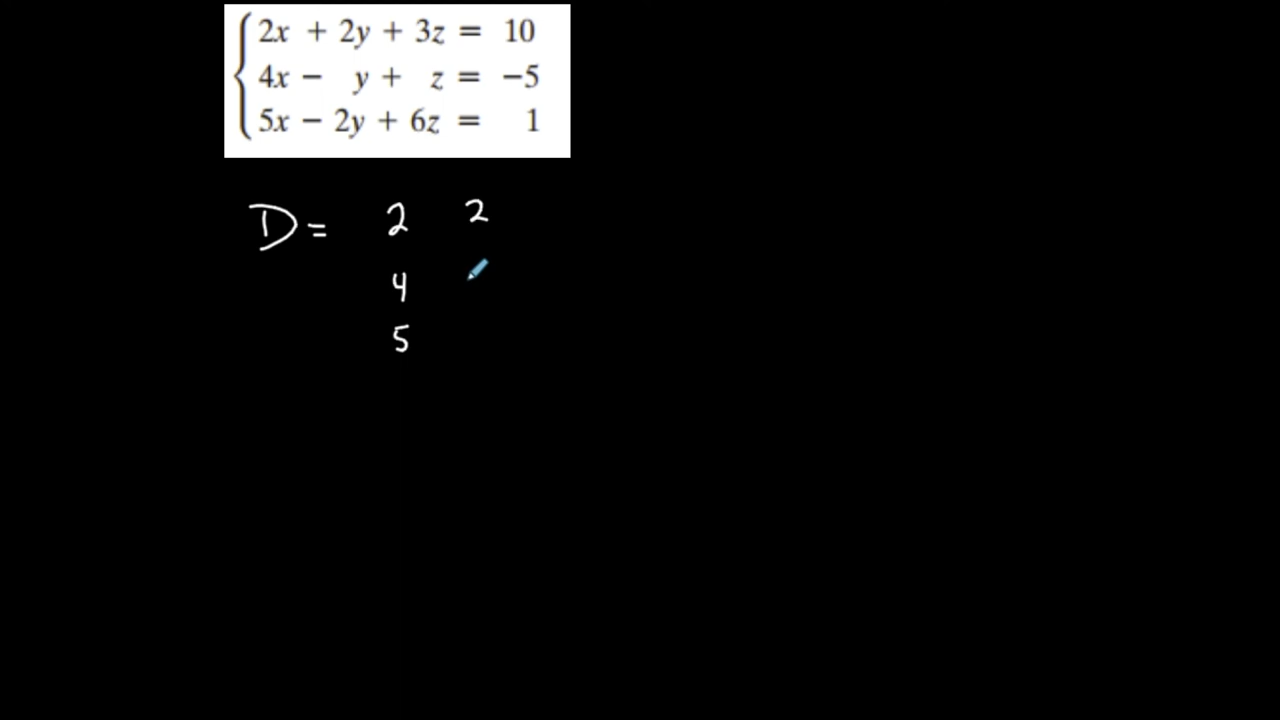 2x + 2y + 3z = 10
4x − y + z = −5
5x − 2y + 6z = 1
D = 2 2
4
5